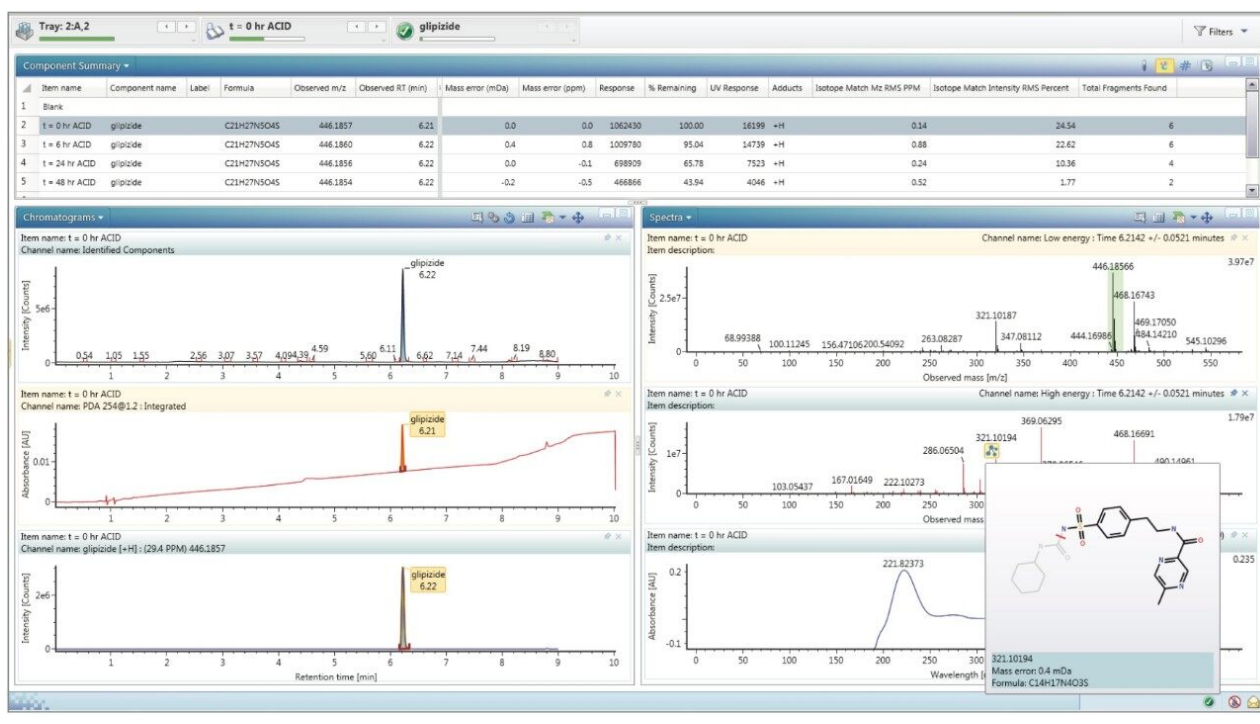 Tray: 2:A,2
t = 0 hr ACID
glipizide
Filters
Component Summary
Item name Component name Label Formula Observed m/z Observed RT (min) Mass error (mDa) Mass error (ppm) Response % Remaining UV Response Adducts Isotope Match Mz RMS PPM Isotope Match Intensity RMS Percent Total Fragments Found
1 Blank
2 t = 0 hr ACID glipizide C21H27N5O4S 446.1857 6.21 0.0 0.0 1062430 100.00 16199 +H 0.14 24.54 6
3 t = 6 hr ACID glipizide C21H27N5O4S 446.1860 6.22 0.4 0.8 1009780 95.04 14739 +H 0.88 22.62 6
4 t = 24 hr ACID glipizide C21H27N5O4S 446.1856 6.22 0.0 -0.1 698909 65.78 7523 +H 0.24 10.36 4
5 t = 48 hr ACID glipizide C21H27N5O4S 446.1854 6.22 -0.2 -0.5 466866 43.94 4046 +H 0.52 1.77 2
Chromatograms
Item name: t = 0 hr ACID
Channel name: Identified Components
Intensity [Counts]
5e6
0
glipizide
6.22
0.54 1.05 1.55 2.56 3.07 3.57 4.09 4.39 4.59 5.60 6.11 6.62 7.14 7.44 8.19 8.80
1 2 3 4 5 6 7 8 9 10
Item name: t = 0 hr ACID
Channel name: PDA 254@1.2 : Integrated
Absorbance [AU]
0.01
0
glipizide
6.21
1 2 3 4 5 6 7 8 9 10
Item name: t = 0 hr ACID
Channel name: glipizide [+H] : (29.4 PPM) 446.1857
Intensity [Counts]
2e6
0
glipizide
6.22
1 2 3 4 5 6 7 8 9 10
Retention time [min]
Spectra
Item name: t = 0 hr ACID Channel name: Low energy : Time 6.2142 +/- 0.0521 minutes
Item description:
3.97e7
Intensity [Counts]
2.5e7
0
446.18566
468.16743
321.10187
469.17050
68.99388 100.11245 156.47106 200.54092 263.08287 347.08112 444.16986 484.14210 545.10296
0 50 100 150 200 250 300 350 400 450 500 550
Observed mass [m/z]
Item name: t = 0 hr ACID Channel name: High energy : Time 6.2142 +/- 0.0521 minutes
Item description:
1.79e7
Intensity [Counts]
1e7
0
369.06295
321.10194 468.16691
286.06504
490.14961
103.05437 167.01649 222.10273
0 50 100 150 200 250 300
Observed mass
Item name: t = 0 hr ACID
Item description:
0.235
Absorbance [AU]
0.2
-0.1
221.82373
0 50 100 150 200 250 300
Wavelength
N
O
S
O
N
O
N
O
N
N
321.10194
Mass error: 0.4 mDa
Formula: C14H17N4O3S